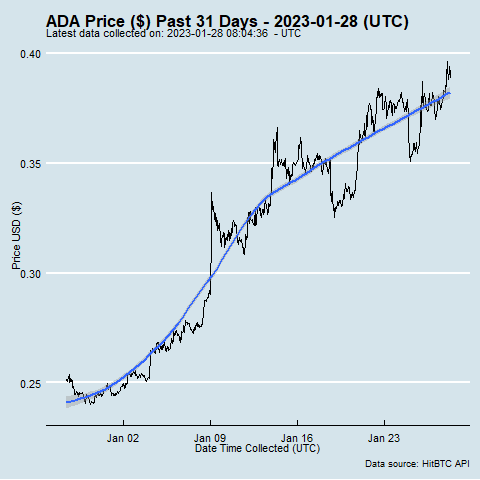 ADA Price ($) Past 31 Days - 2023-01-28 (UTC)
Latest data collected on: 2023-01-28 08:04:36 - UTC
0.40
0.35
0.30
0.25
Price USD ($)
Jan 02 Jan 09 Jan 16 Jan 23
Date Time Collected (UTC)
Data source: HitBTC API